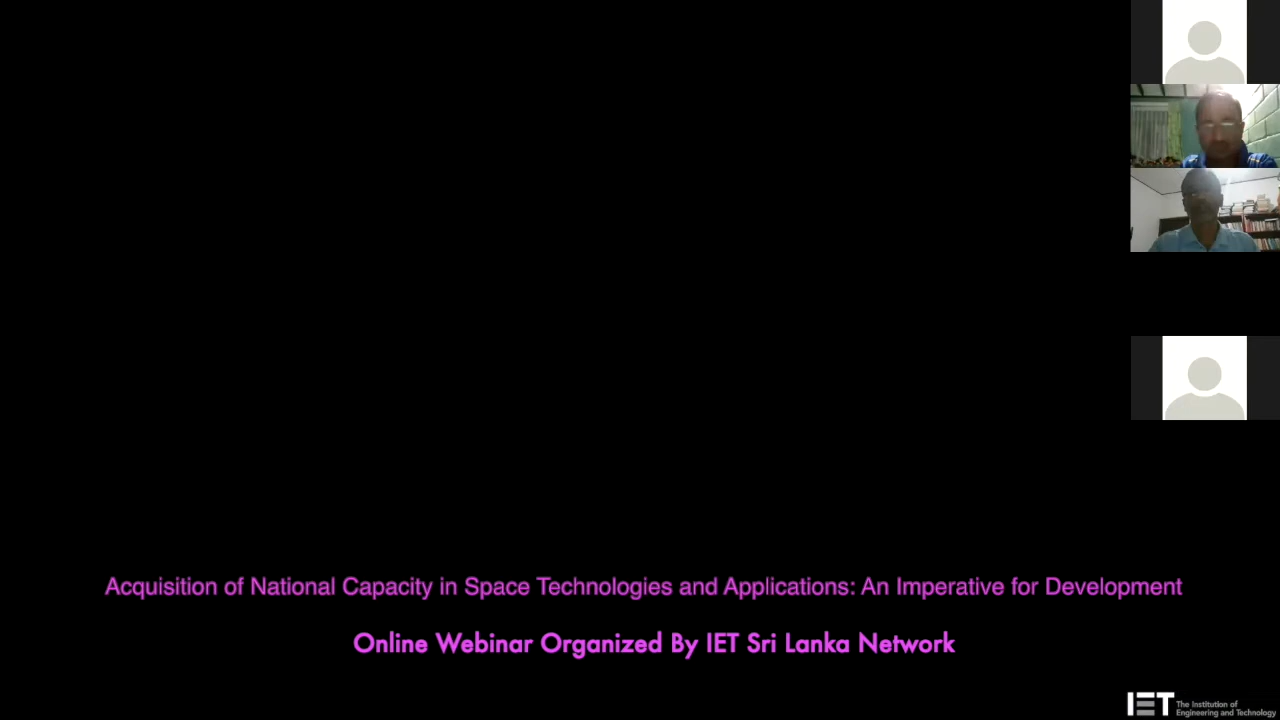 Acquisition of National Capacity in Space Technologies and Applications: An Imperative for Development
Online Webinar Organized By IET Sri Lanka Network
IET The Institution of
Engineering and Technology